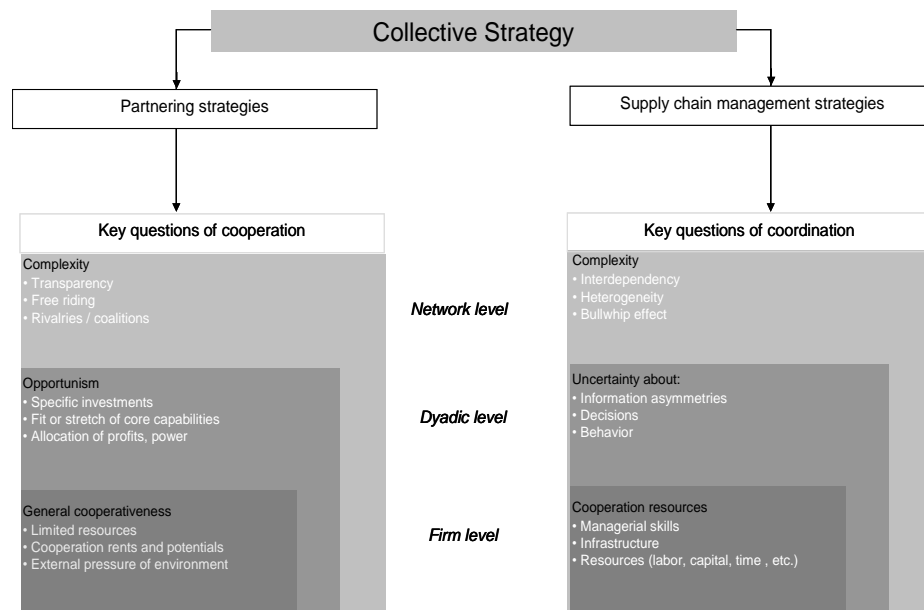 Collective Strategy
Partnering strategies
Supply chain management strategies
Key questions of cooperation
Complexity
• Transparency
• Free riding
• Rivalries / coalitions
Opportunism
• Specific investments
• Fit or stretch of core capabilities
• Allocation of profits, power
General cooperativeness
• Limited resources
• Cooperation rents and potentials
• External pressure of environment
Network level
Dyadic level
Firm level
Key questions of coordination
Complexity
• Interdependency
• Heterogeneity
• Bullwhip effect
Uncertainty about:
• Information asymmetries
• Decisions
• Behavior
Cooperation resources
• Managerial skills
• Infrastructure
• Resources (labor, capital, time , etc.)